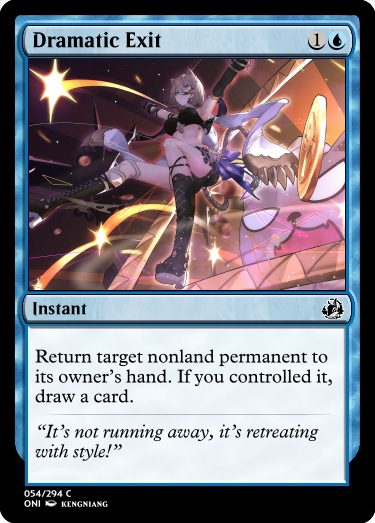 Dramatic Exit 1
Instant
Return target nonland permanent to
its owner's hand. If you controlled it,
draw a card.
“It's not running away, it's retreating
with style!”
054/294 C
ONI KENGNIANG